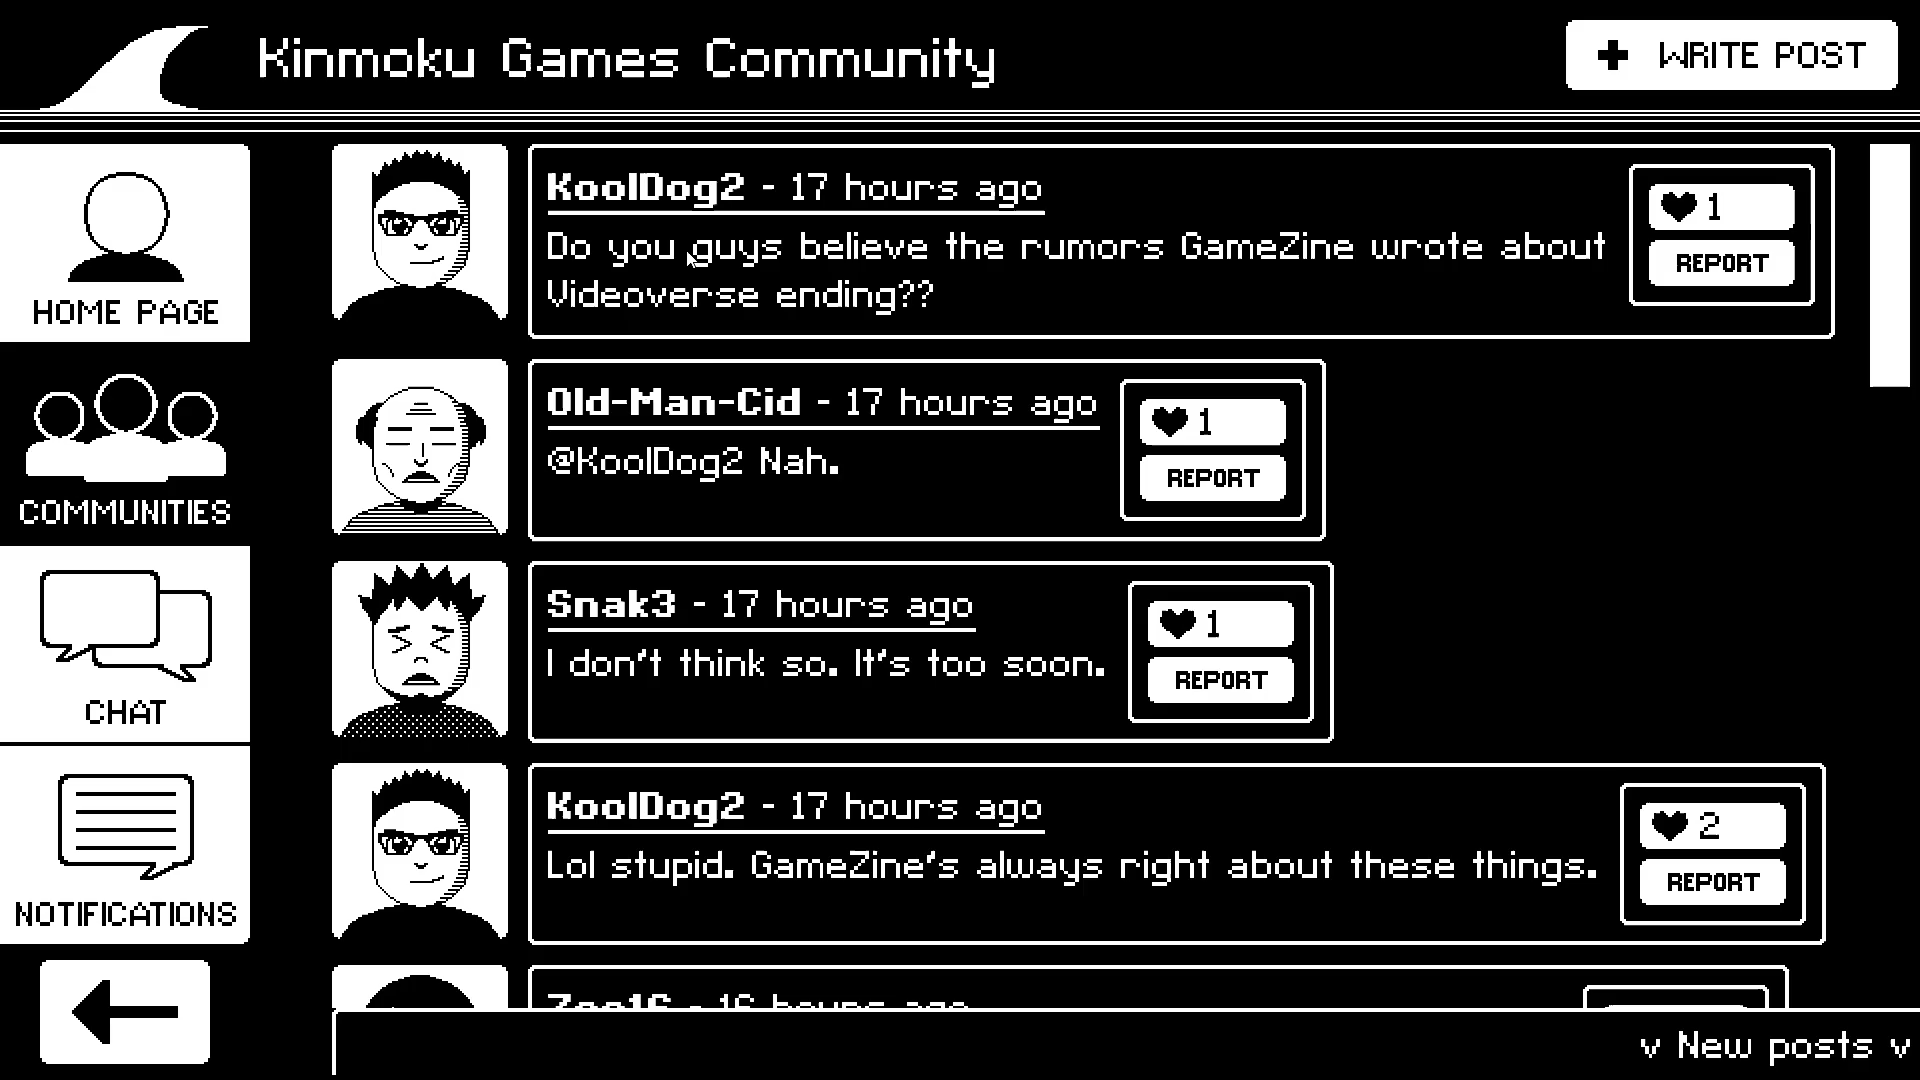 Kinmoku Games Community
+ WRITE POST
HOME PAGE
COMMUNITIES
CHAT
NOTIFICATIONS
KoolDog2 - 17 hours ago
Do you guys believe the rumors GameZine wrote about
Videoverse ending??
1
REPORT
Old-Man-Cid - 17 hours ago
@KoolDog2 Nah.
1
REPORT
Snak3 - 17 hours ago
I don't think so. It's too soon.
1
REPORT
KoolDog2 - 17 hours ago
Lol stupid. GameZine's always right about these things.
2
REPORT
- 16 hours ago
v New posts v